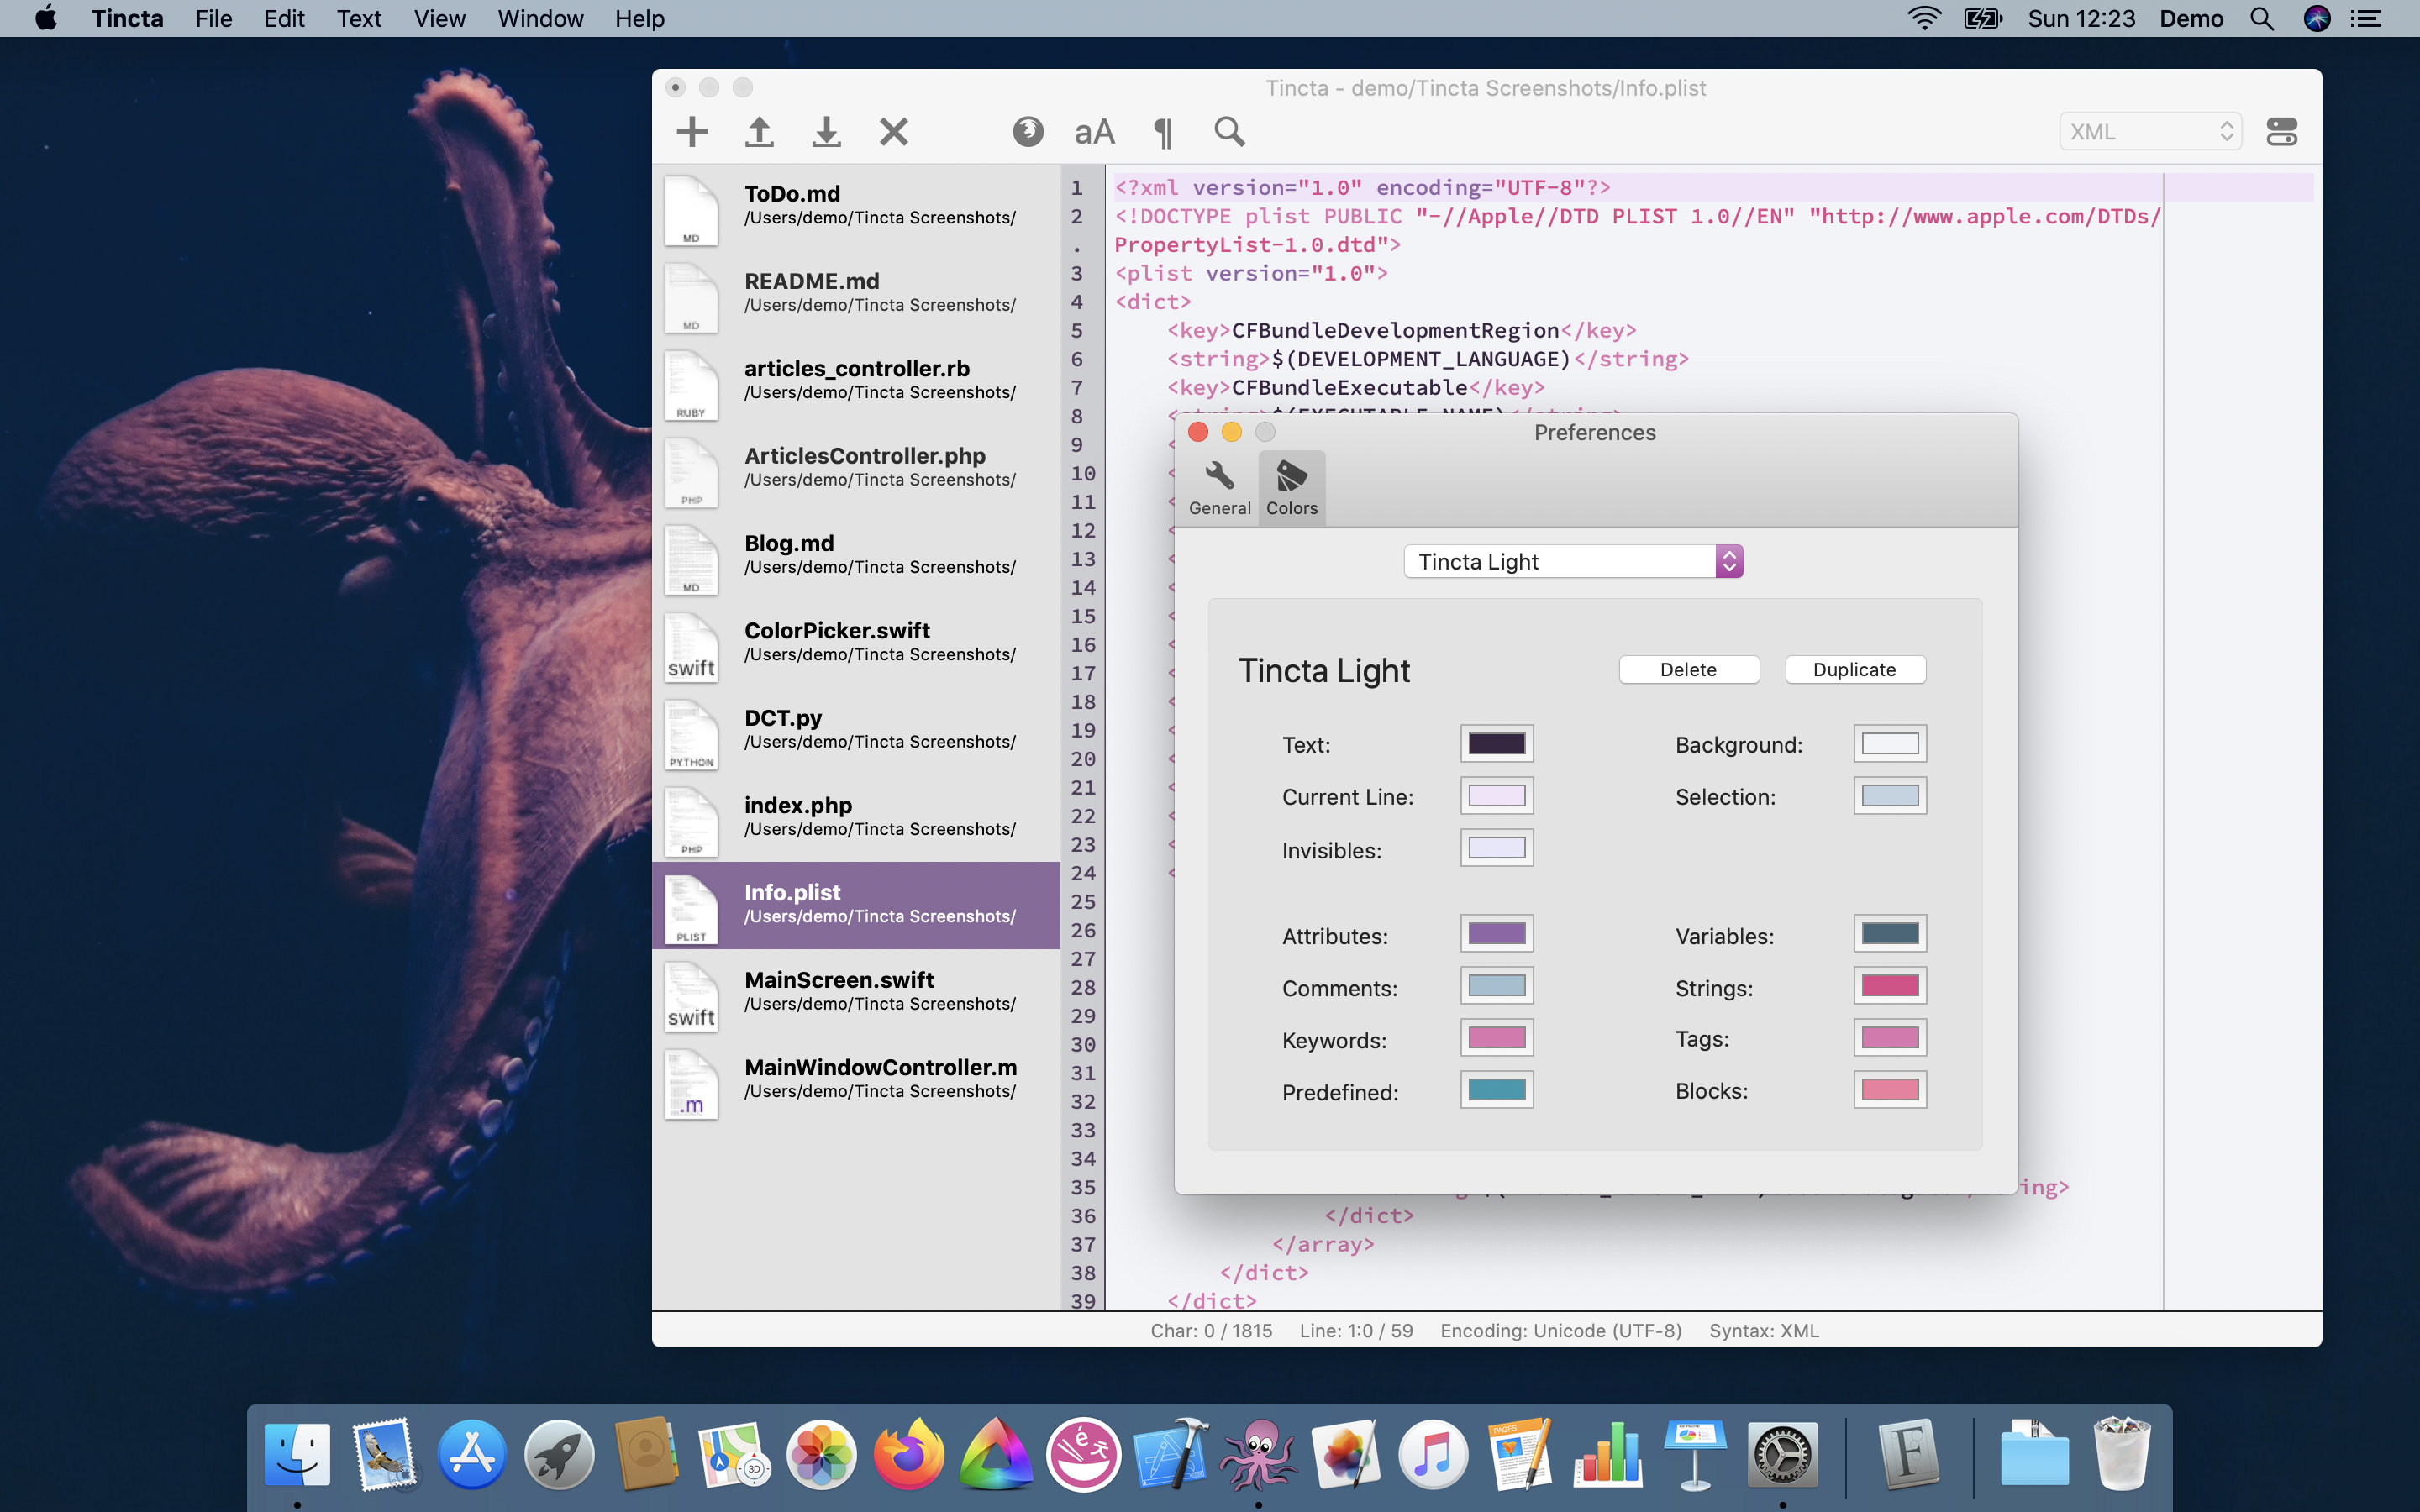 Tincta File Edit Text View Window Help Sun 12:23 Demo
Tincta - demo/Tincta Screenshots/Info.plist
aA ¶ XML
ToDo.md
/Users/demo/Tincta Screenshots/
MD
README.md
/Users/demo/Tincta Screenshots/
MD
articles_controller.rb
/Users/demo/Tincta Screenshots/
RUBY
ArticlesController.php
/Users/demo/Tincta Screenshots/
PHP
Blog.md
/Users/demo/Tincta Screenshots/
MD
ColorPicker.swift
/Users/demo/Tincta Screenshots/
swift
DCT.py
/Users/demo/Tincta Screenshots/
PYTHON
index.php
/Users/demo/Tincta Screenshots/
PHP
Info.plist
/Users/demo/Tincta Screenshots/
PLIST
MainScreen.swift
/Users/demo/Tincta Screenshots/
swift
MainWindowController.m
/Users/demo/Tincta Screenshots/
.m
1 <?xml version="1.0" encoding="UTF-8"?>
2 <!DOCTYPE plist PUBLIC "-//Apple//DTD PLIST 1.0//EN" "http://www.apple.com/DTDs/
. PropertyList-1.0.dtd">
3 <plist version="1.0">
4 <dict>
5 <key>CFBundleDevelopmentRegion</key>
6 <string>$(DEVELOPMENT_LANGUAGE)</string>
7 <key>CFBundleExecutable</key>
8 <string>$(EXECUTABLE_NAME)</string>
9 <
10 <
11 <
12 <
13 <
14 <
15 <
16 <
17 <
18 <
19 <
20 <
21 <
22 <
23 <
24 <
25
26
27
28
29
30
31
32
33
34
35 ing>
36 </dict>
37 </array>
38 </dict>
39 </dict>
Preferences
General Colors
Tincta Light
Tincta Light Delete Duplicate
Text: Background:
Current Line: Selection:
Invisibles:
Attributes: Variables:
Comments: Strings:
Keywords: Tags:
Predefined: Blocks:
Char: 0 / 1815 Line: 1:0 / 59 Encoding: Unicode (UTF-8) Syntax: XML
3D
é
PAGES
KEYNOTE
F